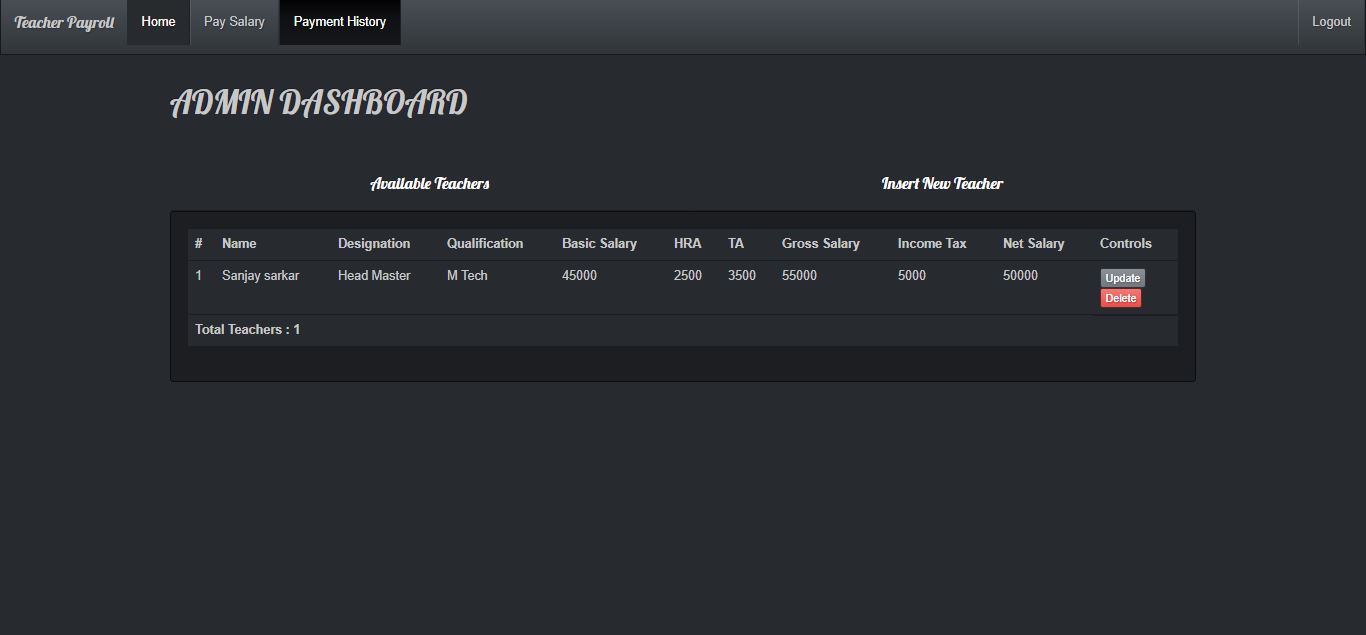 Teacher Payroll Home Pay Salary Payment History Logout
ADMIN DASHBOARD
Available Teachers Insert New Teacher
# Name Designation Qualification Basic Salary HRA TA Gross Salary Income Tax Net Salary Controls
1 Sanjay sarkar Head Master M Tech 45000 2500 3500 55000 5000 50000 Update
Delete
Total Teachers : 1